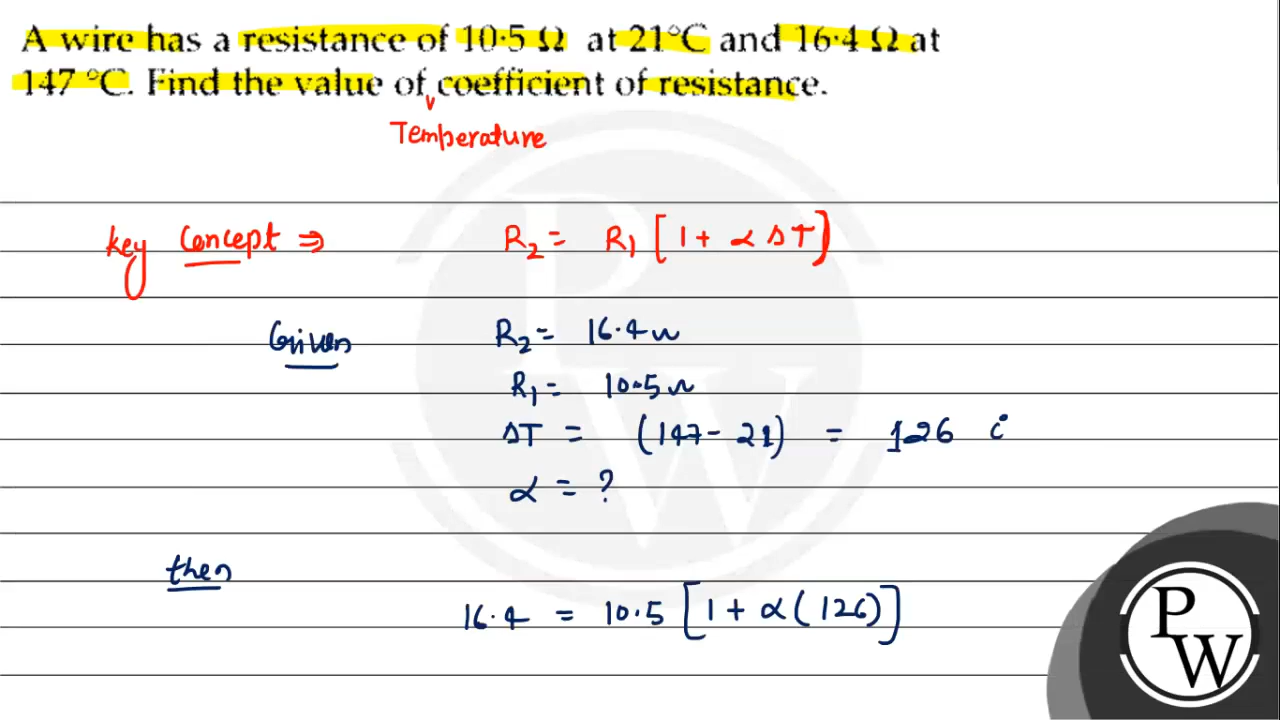 A wire has a resistance of 10·5 Ω at 21°C and 16·4 Ω at
147 °C. Find the value of coefficient of resistance.
Temperature
Key Concept ⇒ R₂ = R₁ [1 + α ΔT]
Given R₂ = 16.4 Ω
R₁ = 10.5 Ω
ΔT = (147 - 21) = 126 c°
α = ?
then
16.4 = 10.5 [1 + α (126)]
P
W